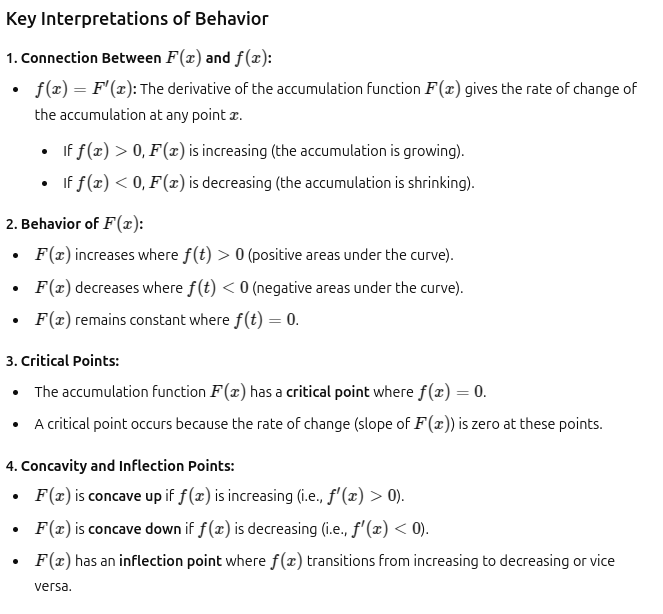 Key Interpretations of Behavior
1. Connection Between F(x) and f(x):
• f(x) = F′(x): The derivative of the accumulation function F(x) gives the rate of change of
the accumulation at any point x.
• If f(x) > 0, F(x) is increasing (the accumulation is growing).
• If f(x) < 0, F(x) is decreasing (the accumulation is shrinking).
2. Behavior of F(x):
• F(x) increases where f(t) > 0 (positive areas under the curve).
• F(x) decreases where f(t) < 0 (negative areas under the curve).
• F(x) remains constant where f(t) = 0.
3. Critical Points:
• The accumulation function F(x) has a critical point where f(x) = 0.
• A critical point occurs because the rate of change (slope of F(x)) is zero at these points.
4. Concavity and Inflection Points:
• F(x) is concave up if f(x) is increasing (i.e., f′(x) > 0).
• F(x) is concave down if f(x) is decreasing (i.e., f′(x) < 0).
• F(x) has an inflection point where f(x) transitions from increasing to decreasing or vice
versa.